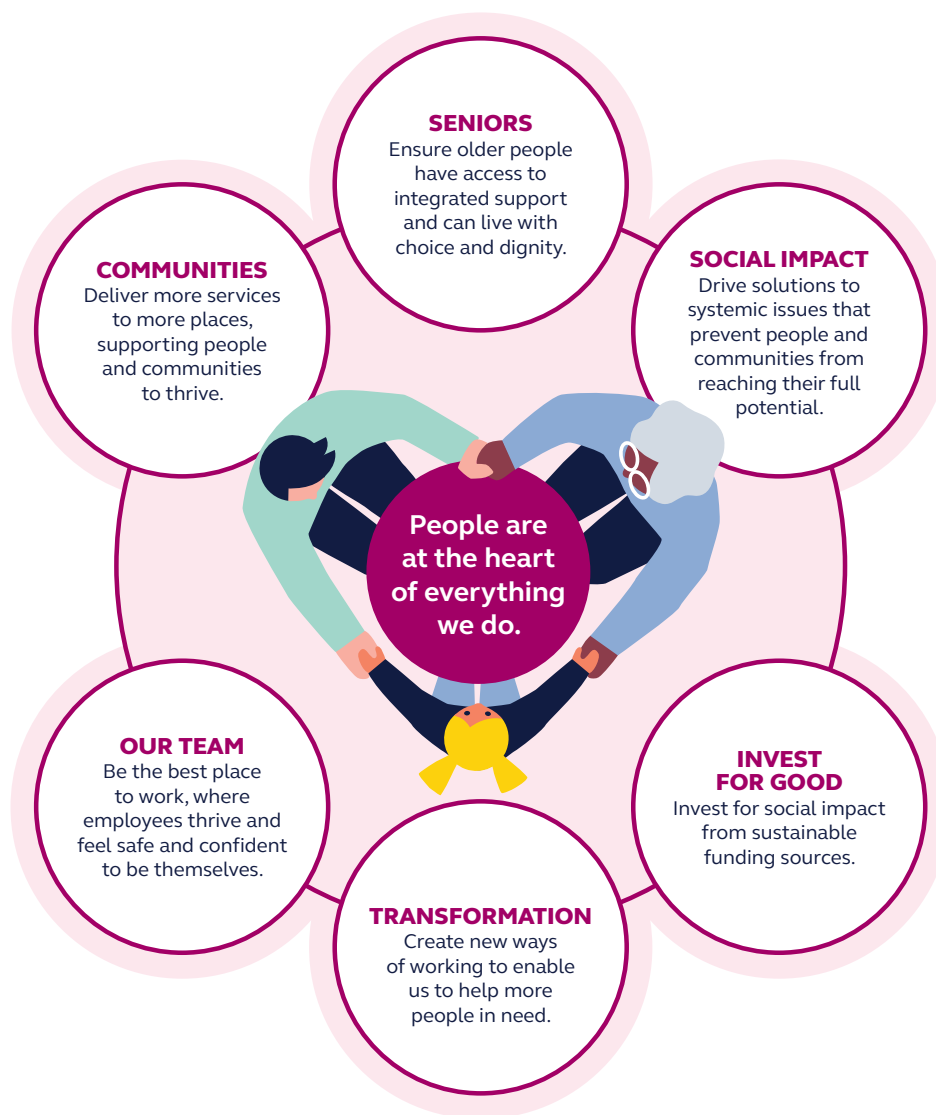 SENIORS
Ensure older people
have access to
integrated support
and can live with
choice and dignity.
SOCIAL IMPACT
Drive solutions to
systemic issues that
prevent people and
communities from
reaching their full
potential.
INVEST
FOR GOOD
Invest for social impact
from sustainable
funding sources.
TRANSFORMATION
Create new ways
of working to enable
us to help more
people in need.
OUR TEAM
Be the best place
to work, where
employees thrive and
feel safe and confident
to be themselves.
COMMUNITIES
Deliver more services
to more places,
supporting people
and communities
to thrive.
People are
at the heart
of everything
we do.